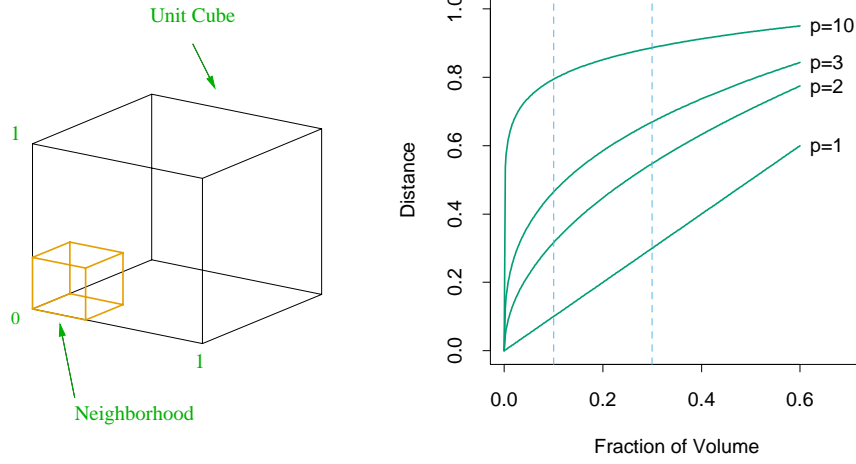 Unit Cube
1
0
1
Neighborhood
Distance
1.0
0.8
0.6
0.4
0.2
0.0
p=10
p=3
p=2
p=1
0.0 0.2 0.4 0.6
Fraction of Volume